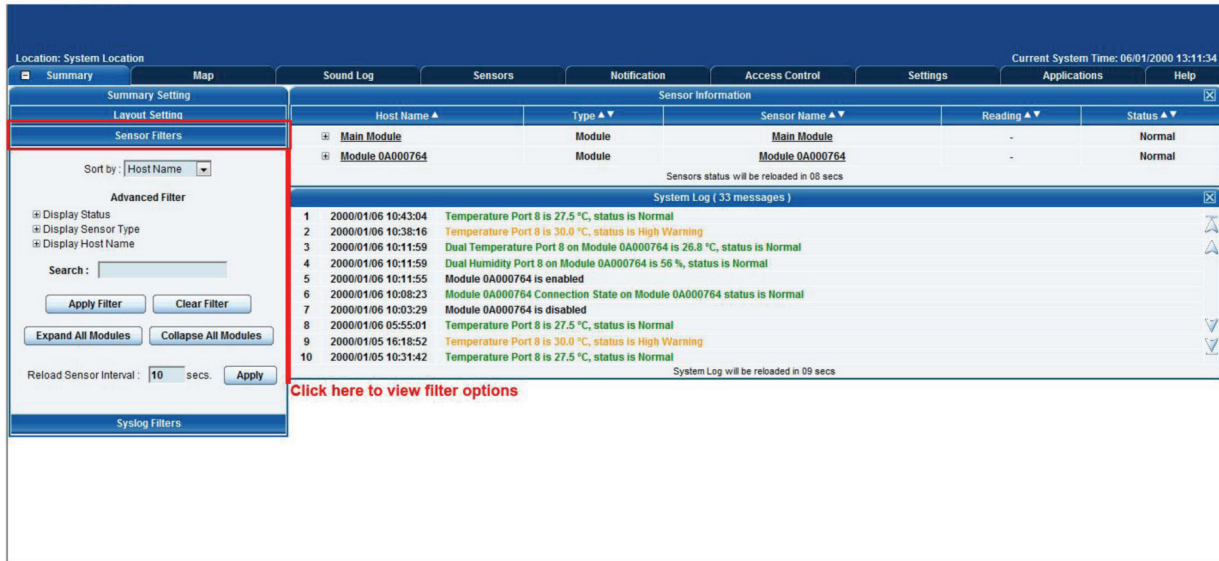 Location: System Location
Current System Time: 06/01/2000 13:11:34
Summary Map Sound Log Sensors Notification Access Control Settings Applications Help
Summary Setting
Layout Setting
Sensor Filters
Sort by : Host Name
Advanced Filter
Display Status
Display Sensor Type
Display Host Name
Search :
Apply Filter Clear Filter
Expand All Modules Collapse All Modules
Reload Sensor Interval : 10 secs. Apply
Syslog Filters
Sensor Information
Host Name Type Sensor Name Reading Status
Main Module Module Main Module - Normal
Module 0A000764 Module Module 0A000764 - Normal
Sensors status will be reloaded in 08 secs
System Log ( 33 messages )
1 2000/01/06 10:43:04 Temperature Port 8 is 27.5 °C, status is Normal
2 2000/01/06 10:38:16 Temperature Port 8 is 30.0 °C, status is High Warning
3 2000/01/06 10:11:59 Dual Temperature Port 8 on Module 0A000764 is 26.8 °C, status is Normal
4 2000/01/06 10:11:59 Dual Humidity Port 8 on Module 0A000764 is 56 %, status is Normal
5 2000/01/06 10:11:55 Module 0A000764 is enabled
6 2000/01/06 10:08:23 Module 0A000764 Connection State on Module 0A000764 status is Normal
7 2000/01/06 10:03:29 Module 0A000764 is disabled
8 2000/01/06 05:55:01 Temperature Port 8 is 27.5 °C, status is Normal
9 2000/01/05 16:18:52 Temperature Port 8 is 30.0 °C, status is High Warning
10 2000/01/05 10:31:42 Temperature Port 8 is 27.5 °C, status is Normal
System Log will be reloaded in 09 secs
Click here to view filter options